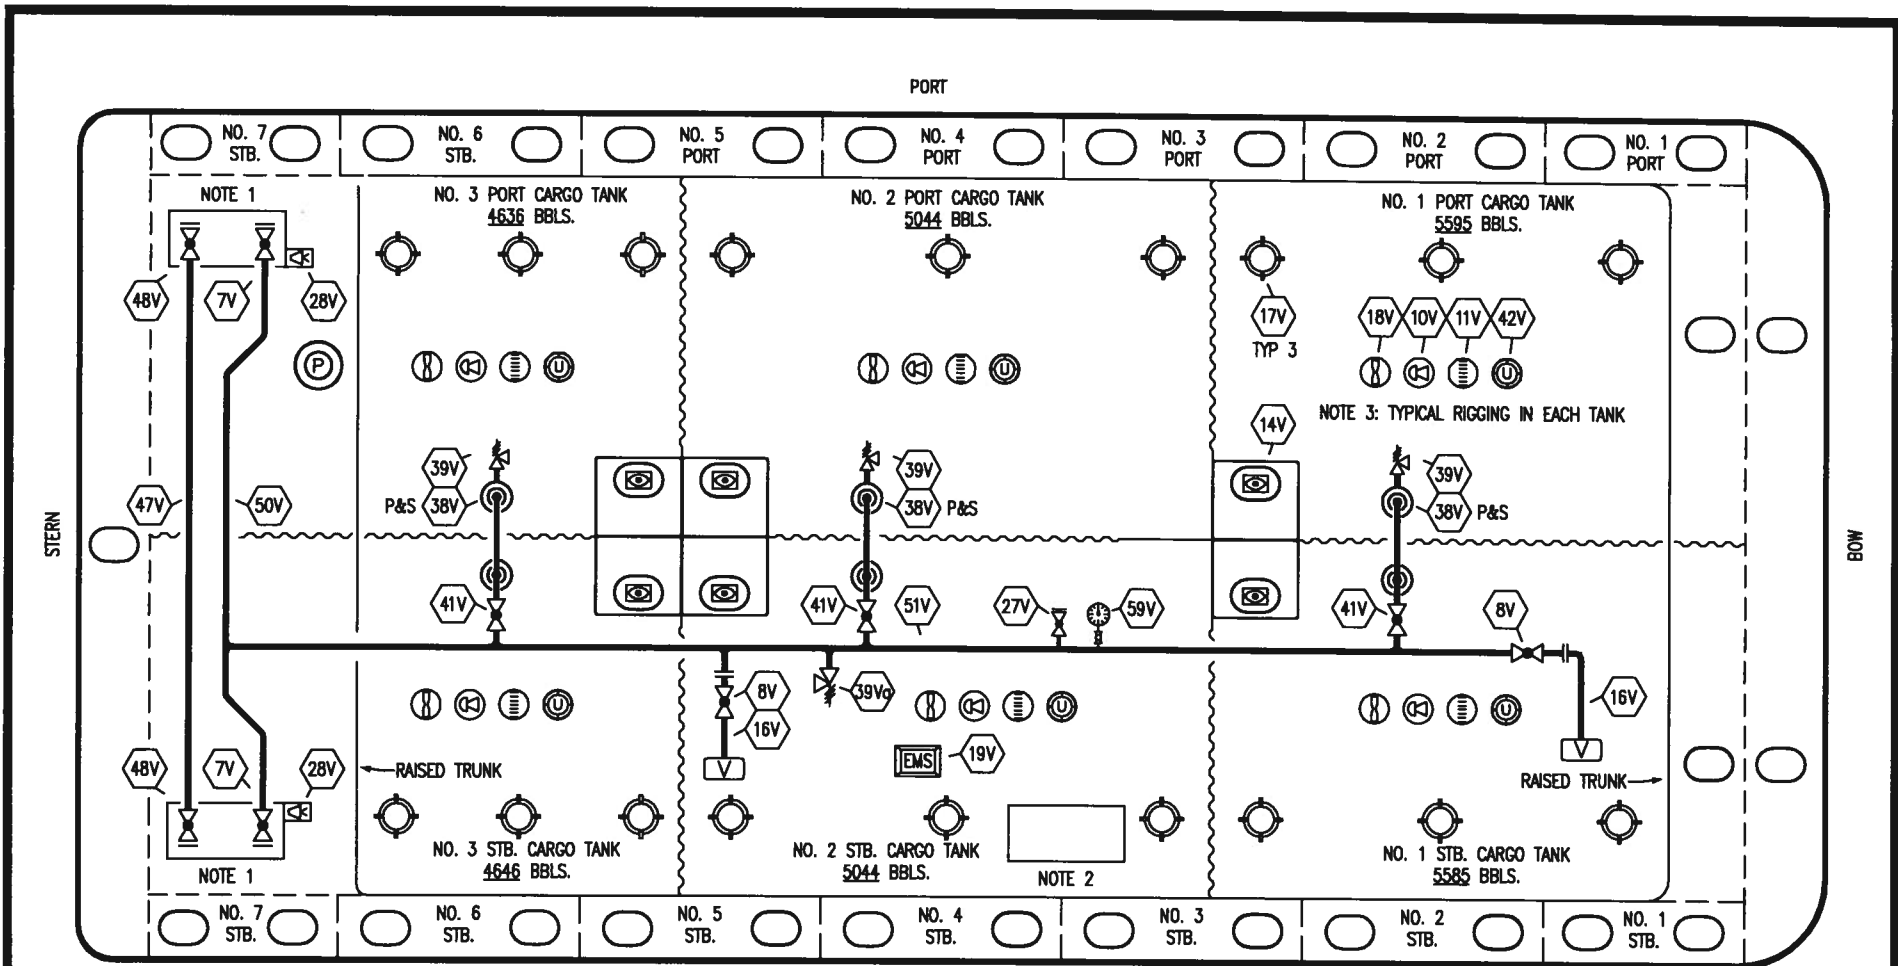 PORT
NO. 7
STB.
NO. 6
STB.
NO. 5
PORT
NO. 4
PORT
NO. 3
PORT
NO. 2
PORT
NO. 1
PORT
NOTE 1
NO. 3 PORT CARGO TANK
4636 BBLS.
NO. 2 PORT CARGO TANK
5044 BBLS.
NO. 1 PORT CARGO TANK
5595 BBLS.
48V
7V
28V
17V
TYP 3
18V
10V
11V
42V
P
U
U
U
NOTE 3: TYPICAL RIGGING IN EACH TANK
14V
39V
P&S 38V
39V
38V P&S
39V
38V P&S
47V
50V
STERN
BOW
41V
41V
51V
27V
59V
41V
8V
8V
16V
39Va
16V
U
U
U
V
V
EMS
19V
48V
7V
28V
RAISED TRUNK
RAISED TRUNK
NO. 3 STB. CARGO TANK
4646 BBLS.
NO. 2 STB. CARGO TANK
5044 BBLS.
NO. 1 STB. CARGO TANK
5585 BBLS.
NOTE 1
NOTE 2
NO. 7
STB.
NO. 6
STB.
NO. 5
STB.
NO. 4
STB.
NO. 3
STB.
NO. 2
STB.
NO. 1
STB.